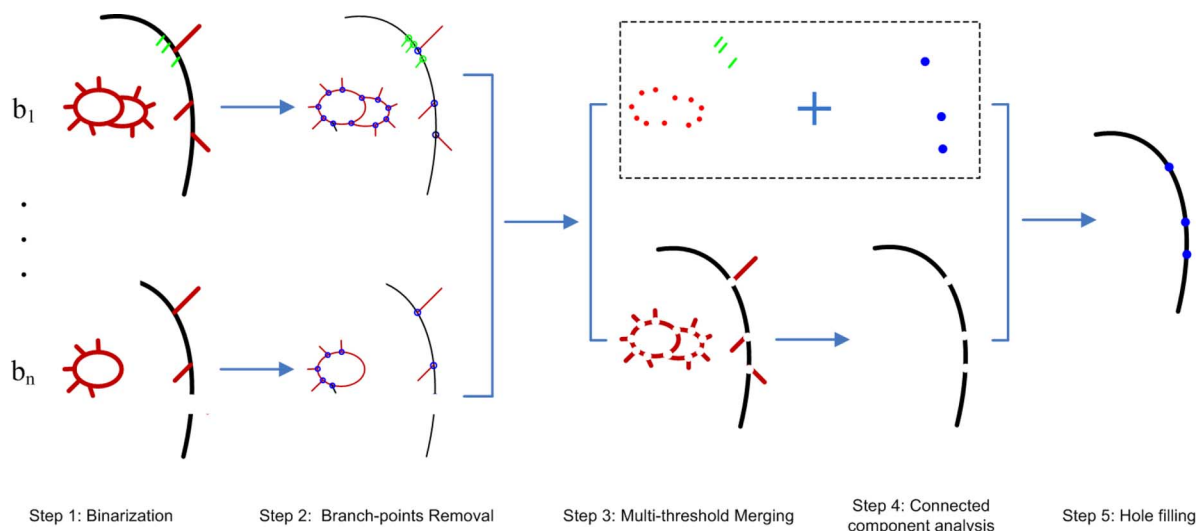 b1
bn
Step 1: Binarization
Step 2: Branch-points Removal
Step 3: Multi-threshold Merging
Step 4: Connected
component analysis
Step 5: Hole filling